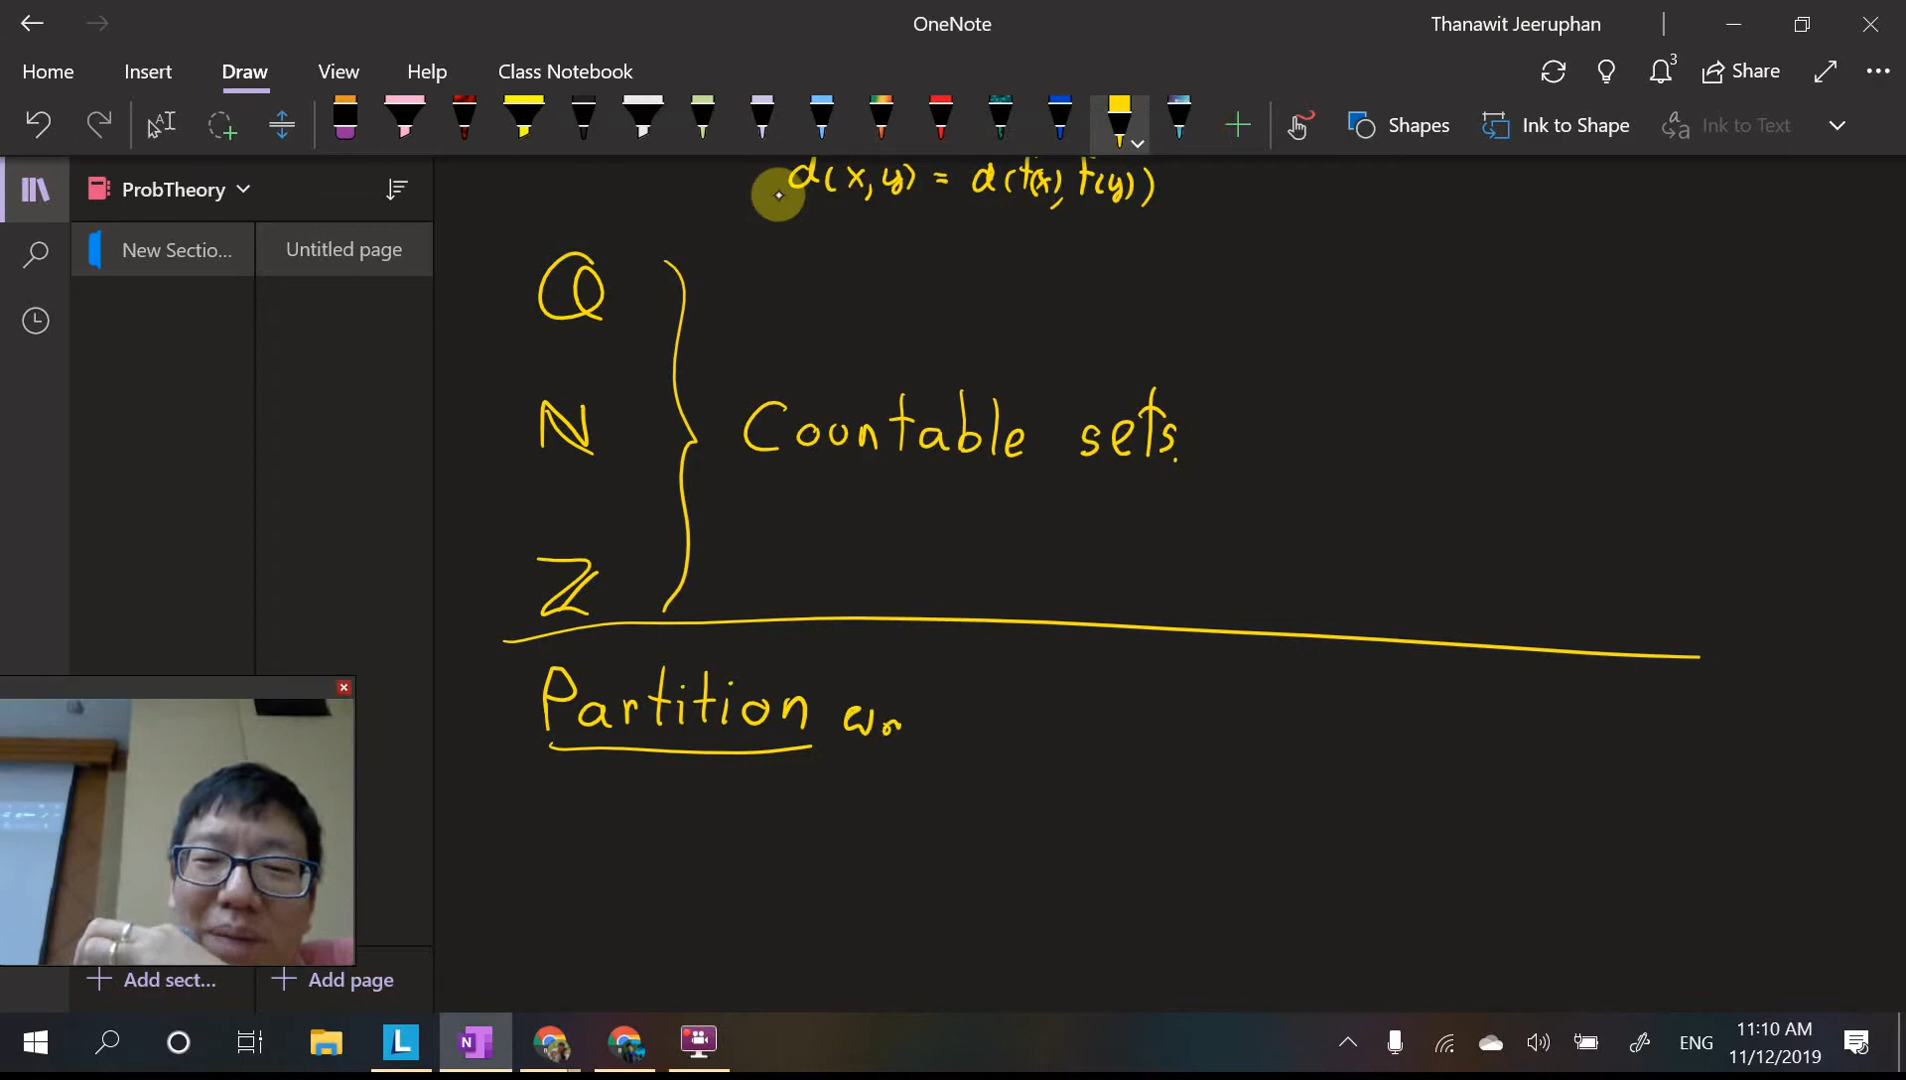 OneNote
Thanawit Jeeruphan
Home Insert Draw View Help Class Notebook
3
Share
Shapes
Ink to Shape
Ink to Text
ProbTheory
New Sectio...
Untitled page
d(x,y) = d(f(x), f(y))
ℚ
ℕ
Countable sets.
ℤ
Partition
Add sect...
Add page
L
N
ENG
11:10 AM
11/12/2019